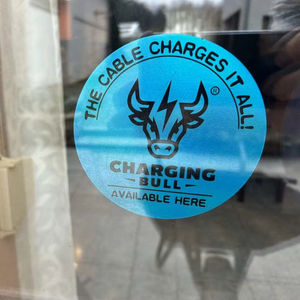 THE CABLE CHARGES IT ALL!
®
CHARGING
BULL
AVAILABLE HERE